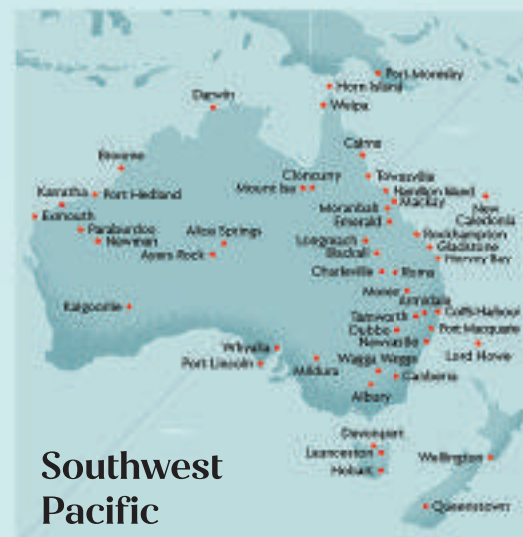 Port Moresby
Horn Island
Darwin
Weipa
Cairns
Broome
Cloncurry
Townsville
Mount Isa
Hamilton Island
Karratha
Port Hedland
Mackay
Moranbah
New
Caledonia
Exmouth
Emerald
Paraburdoo
Alice Springs
Rockhampton
Newman
Longreach
Gladstone
Ayers Rock
Blackall
Hervey Bay
Charleville
Roma
Moree
Armidale
Kalgoorlie
Tamworth
Coffs Harbour
Dubbo
Port Macquarie
Newcastle
Whyalla
Lord Howe
Port Lincoln
Wagga Wagga
Mildura
Canberra
Albury
Devonport
Launceston
Wellington
Hobart
Southwest
Pacific
Queenstown